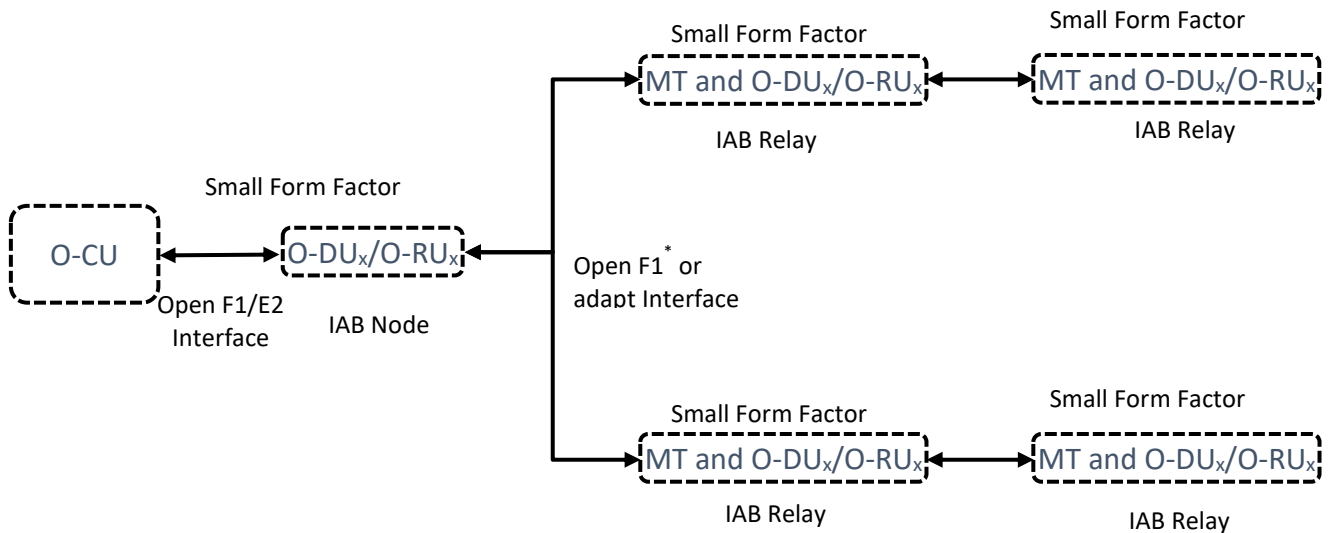 Small Form Factor
MT and O-DUx/O-RUx
IAB Relay
Small Form Factor
MT and O-DUx/O-RUx
IAB Relay
O-CU
Open F1/E2
Interface
Small Form Factor
O-DUx/O-RUx
IAB Node
Open F1* or
adapt Interface
Small Form Factor
MT and O-DUx/O-RUx
IAB Relay
Small Form Factor
MT and O-DUx/O-RUx
IAB Relay